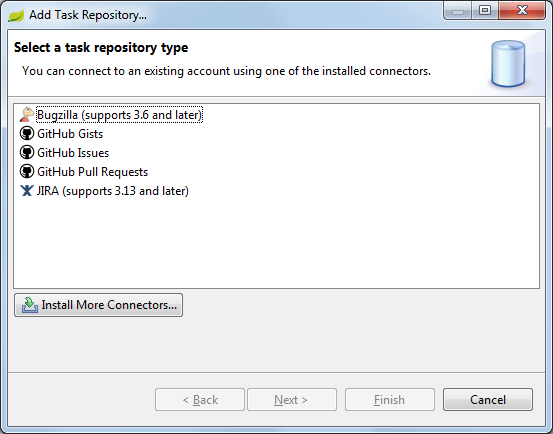 Add Task Repository...
Select a task repository type
You can connect to an existing account using one of the installed connectors.
Bugzilla (supports 3.6 and later)
GitHub Gists
GitHub Issues
GitHub Pull Requests
JIRA (supports 3.13 and later)
Install More Connectors...
< Back Next > Finish Cancel